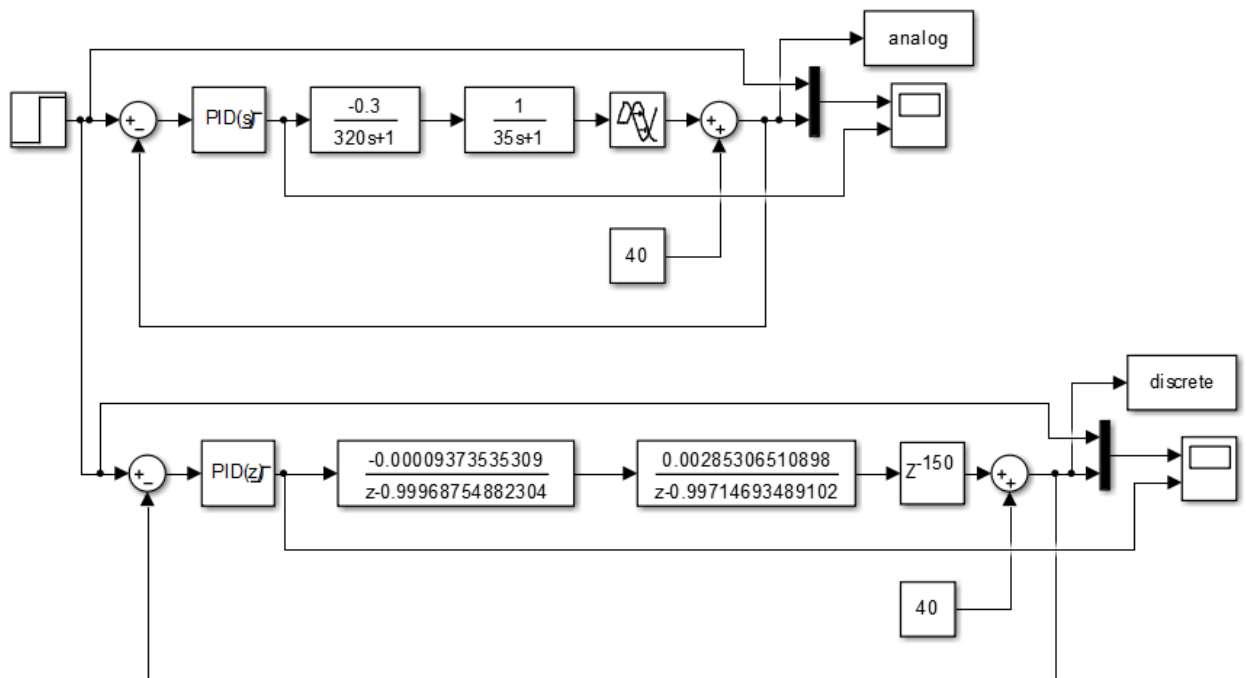 analog
PID(s)
-0.3
320s+1
1
35s+1
+
−
+
+
40
discrete
PID(z)
-0.00009373535309
z-0.99968754882304
0.00285306510898
z-0.99714693489102
Z-150
+
−
+
+
40